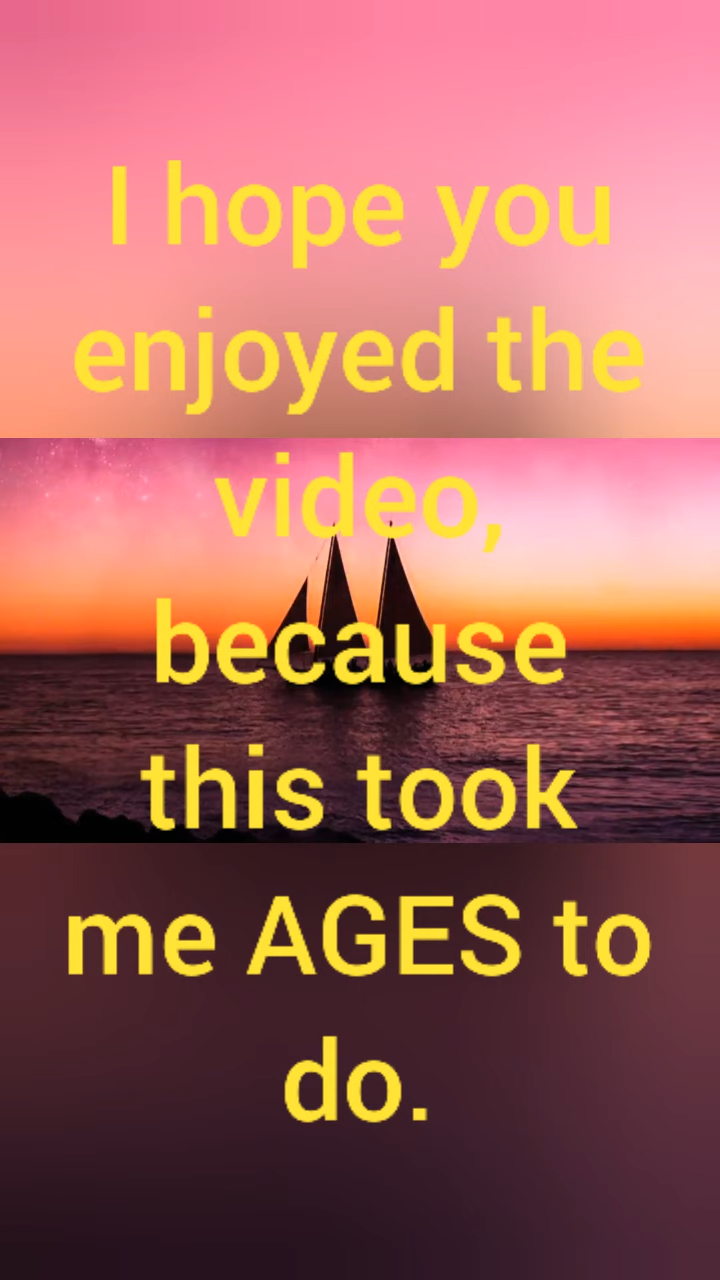 I hope you
enjoyed the
video,
because
this took
me AGES to
do.